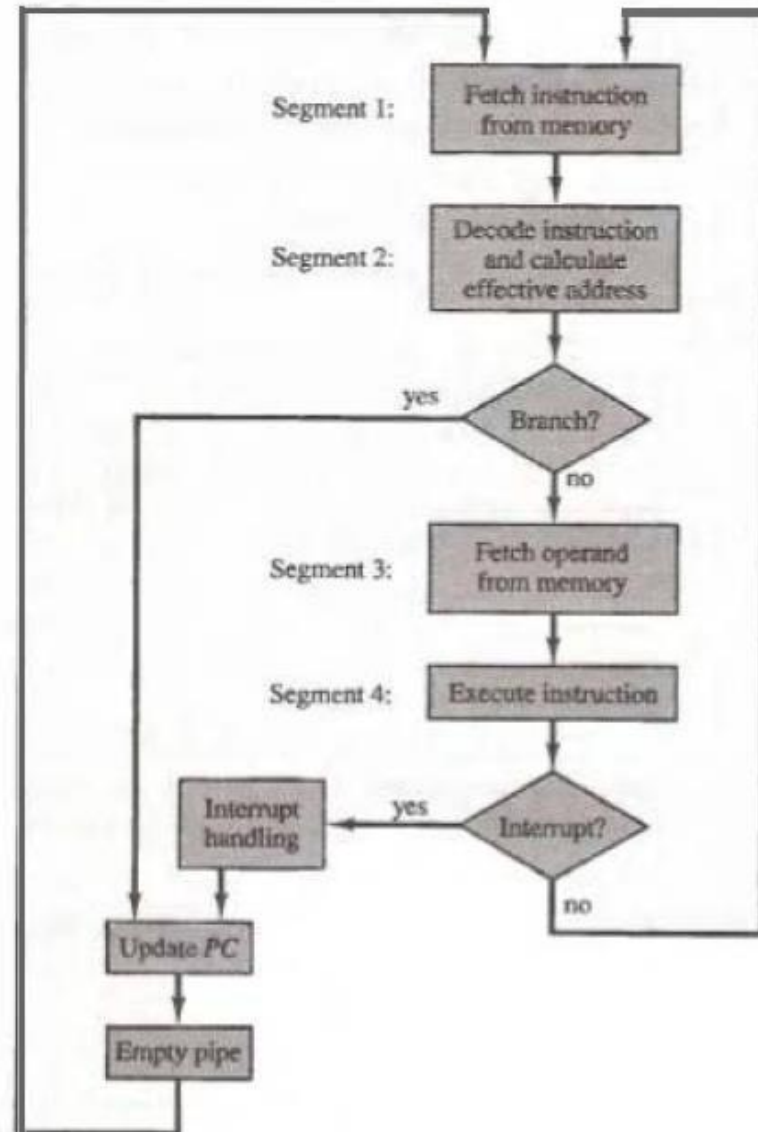 Segment 1:
Fetch instruction
from memory
Segment 2:
Decode instruction
and calculate
effective address
yes
Branch?
no
Segment 3:
Fetch operand
from memory
Segment 4:
Execute instruction
Interrupt
handling
yes
Interrupt?
no
Update PC
Empty pipe